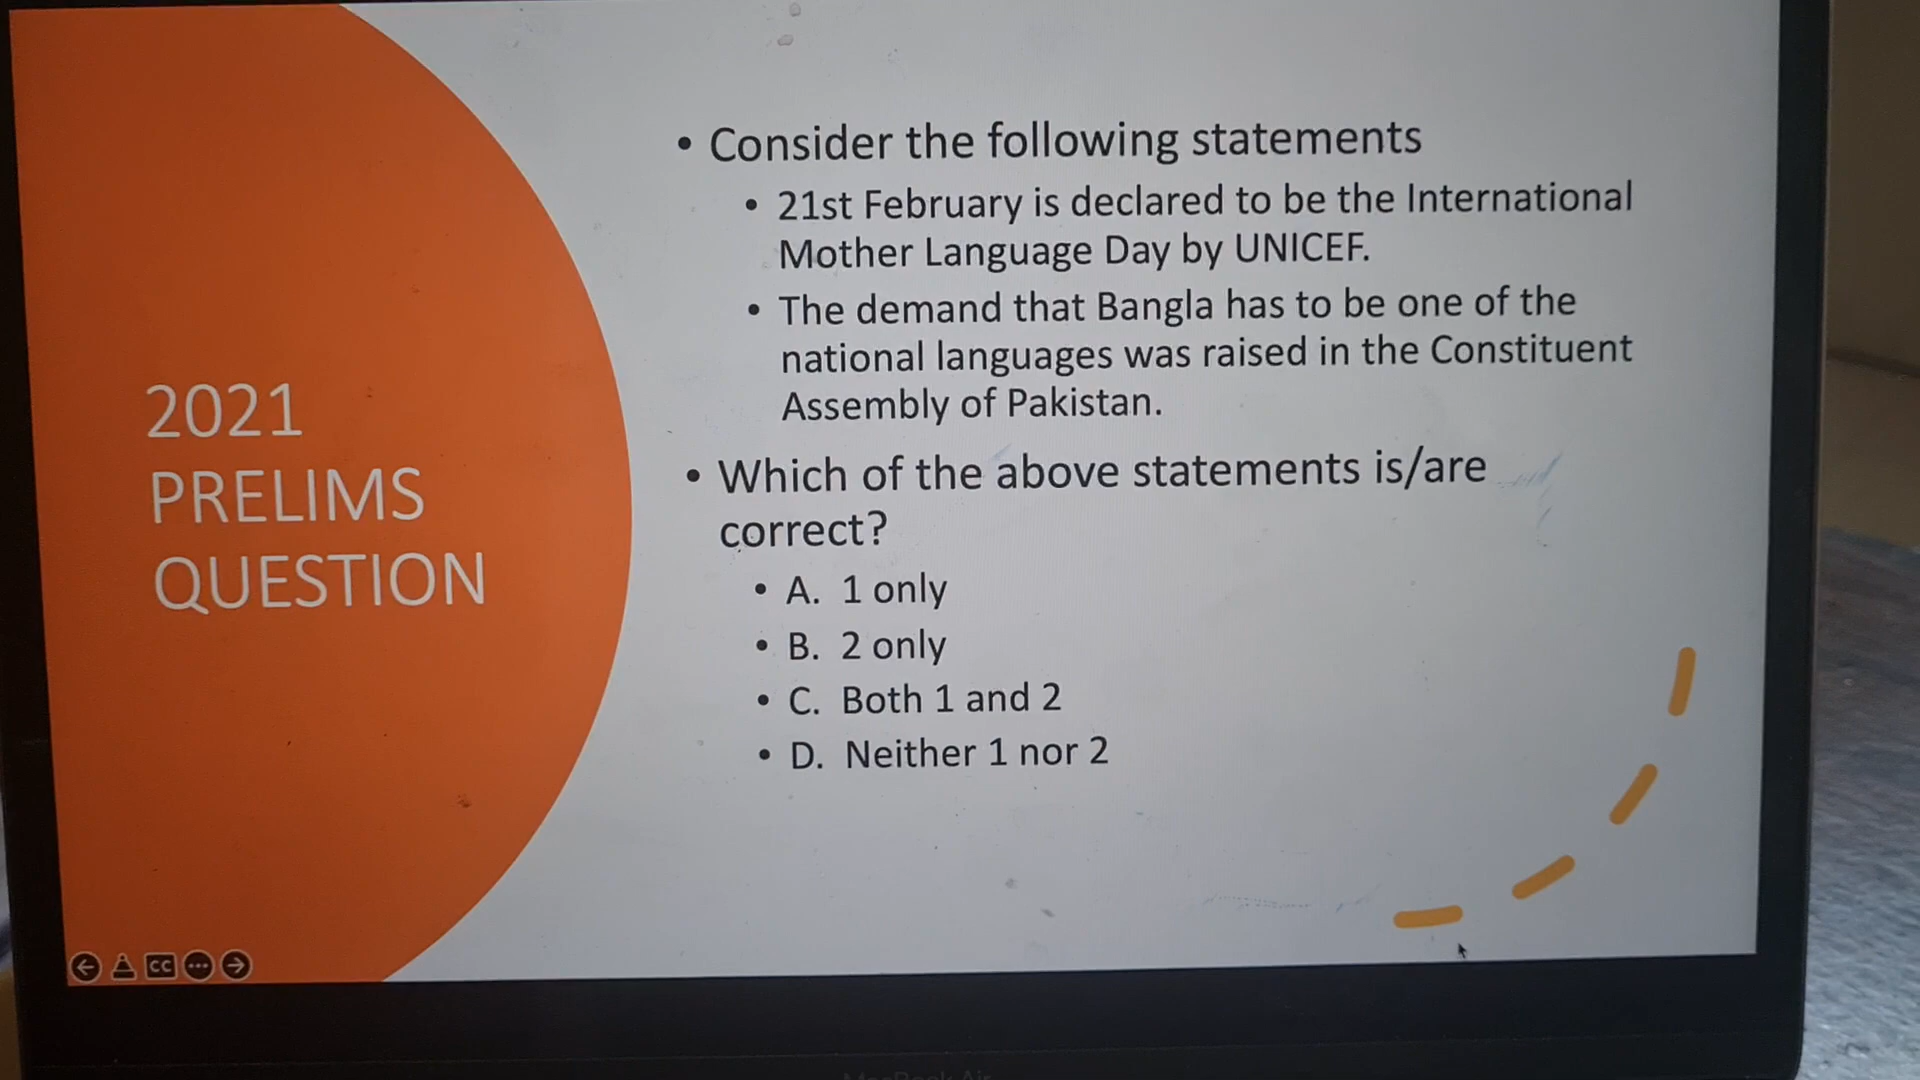 • Consider the following statements
• 21st February is declared to be the International
Mother Language Day by UNICEF.
• The demand that Bangla has to be one of the
national languages was raised in the Constituent
Assembly of Pakistan.
• Which of the above statements is/are
correct?
• A. 1 only
• B. 2 only
• C. Both 1 and 2
• D. Neither 1 nor 2
2021
PRELIMS
QUESTION
CC
MacBook Air